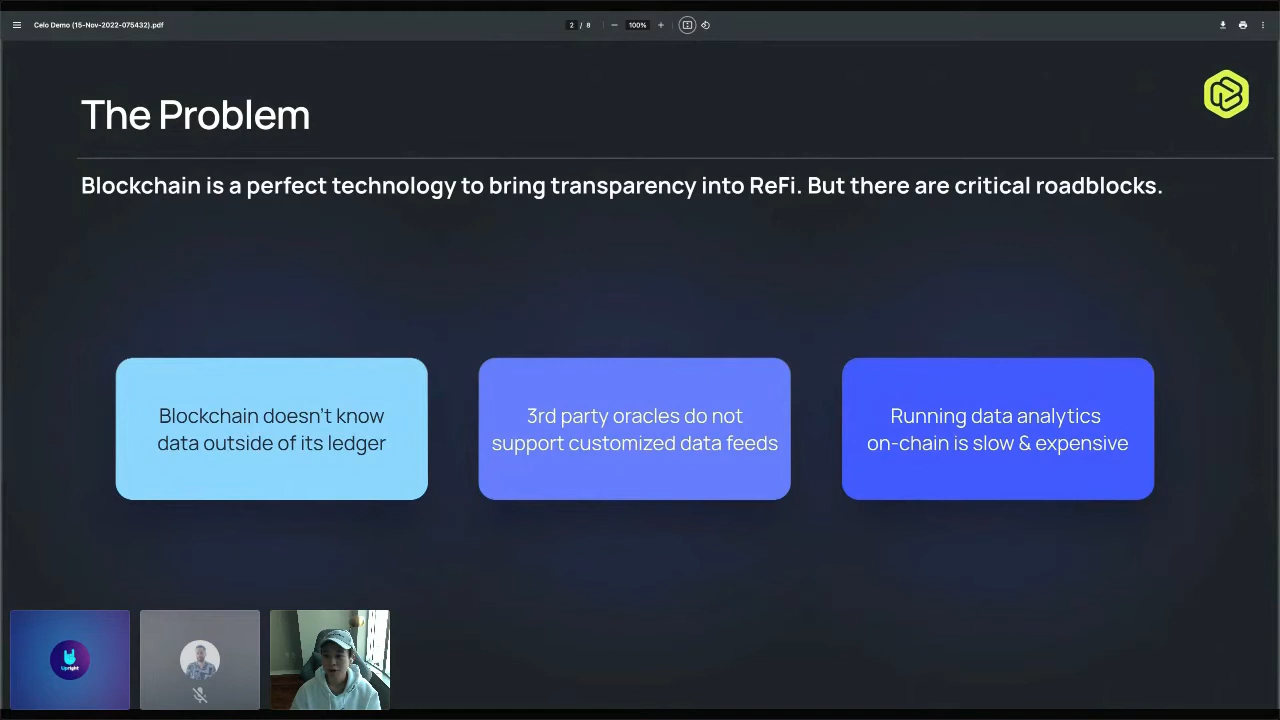 Celo Demo (15-Nov-2022-075432).pdf
2 / 8
100%
The Problem
Blockchain is a perfect technology to bring transparency into ReFi. But there are critical roadblocks.
Blockchain doesn't know
data outside of its ledger
3rd party oracles do not
support customized data feeds
Running data analytics
on-chain is slow & expensive
Upright